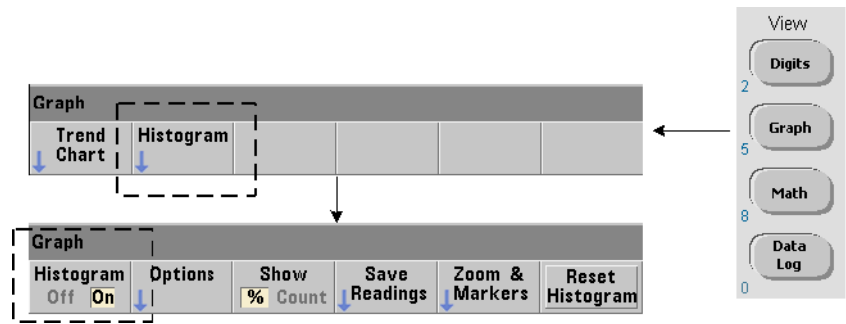 View
Digits
2
Graph
5
Math
8
Data
Log
0
Graph
Trend
Chart
Histogram
Graph
Histogram
Off On
Options
Show
% Count
Save
Readings
Zoom &
Markers
Reset
Histogram